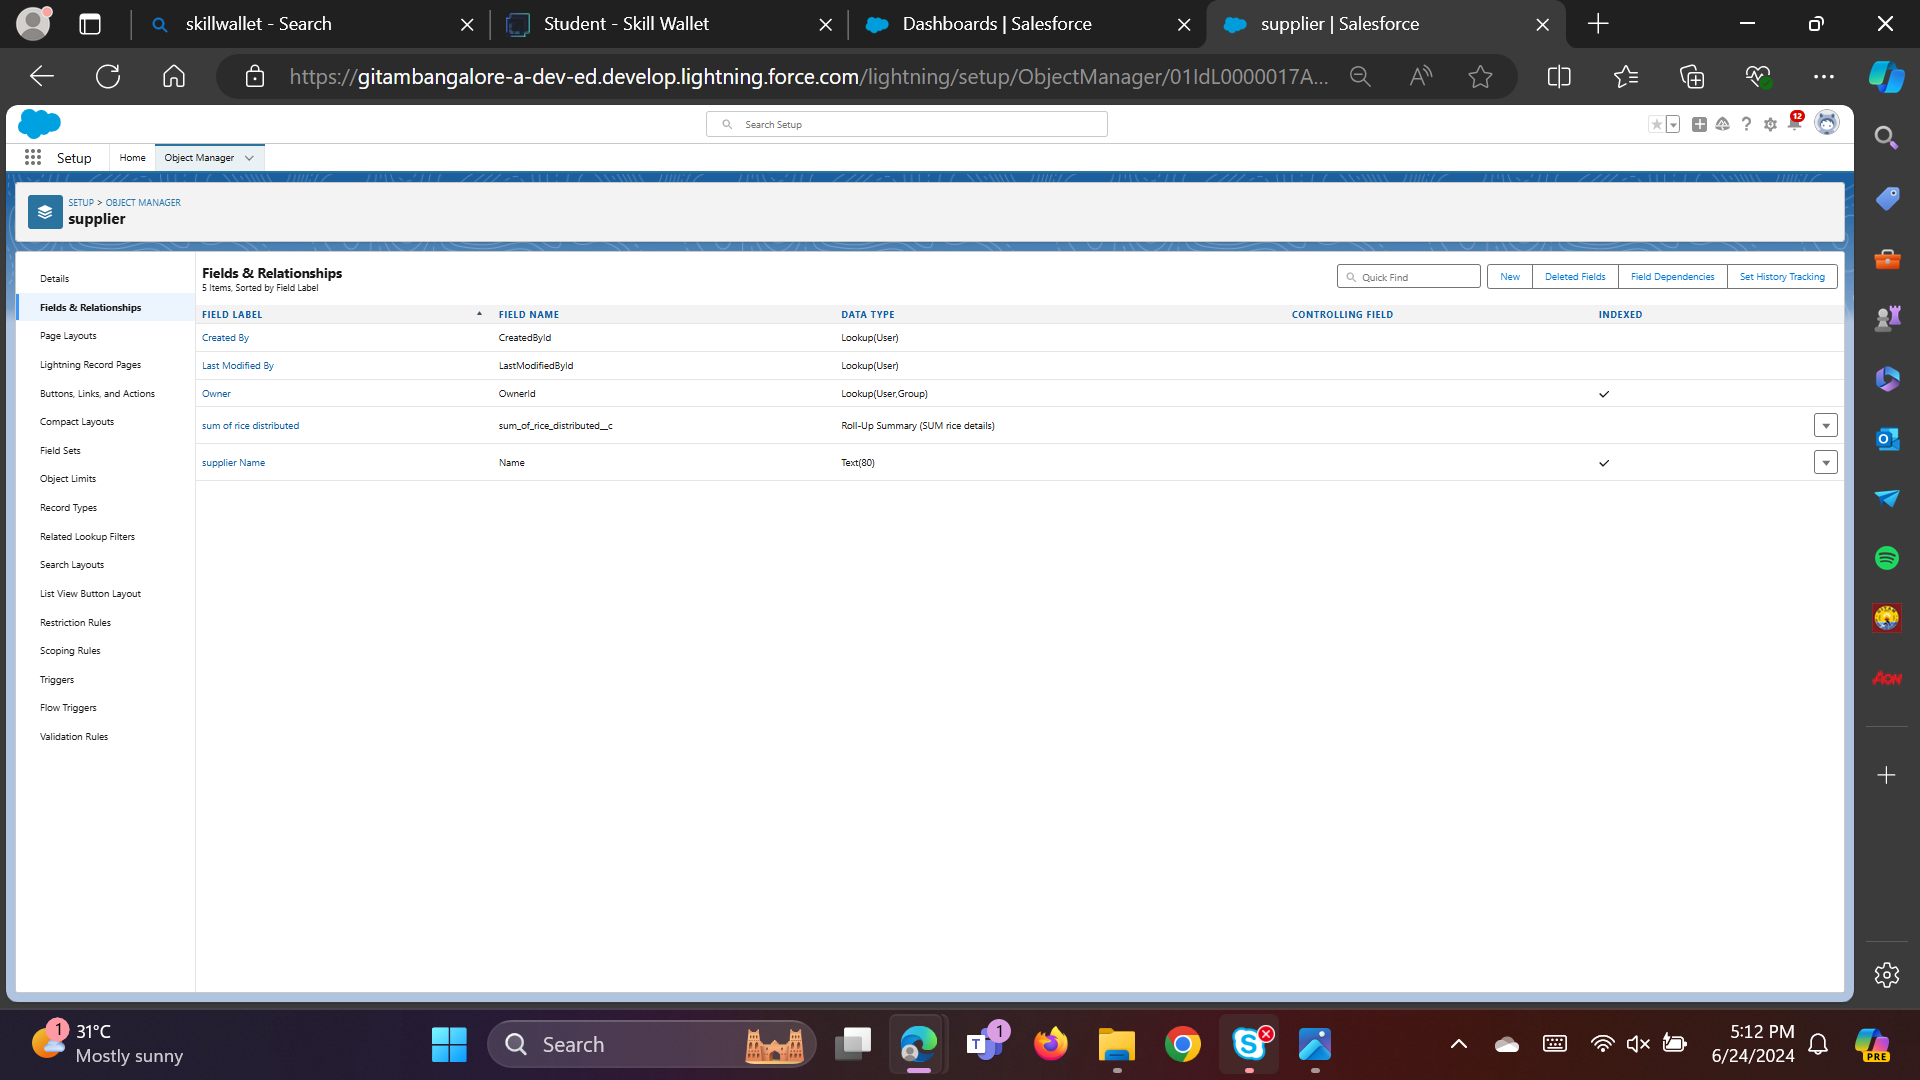 skillwallet - Search
Student - Skill Wallet
Dashboards | Salesforce
supplier | Salesforce
https://gitambangalore-a-dev-ed.develop.lightning.force.com/lightning/setup/ObjectManager/01IdL0000017A...
Search Setup
12
Setup
Home
Object Manager
SETUP > OBJECT MANAGER
supplier
Details
Fields & Relationships
Page Layouts
Lightning Record Pages
Buttons, Links, and Actions
Compact Layouts
Field Sets
Object Limits
Record Types
Related Lookup Filters
Search Layouts
List View Button Layout
Restriction Rules
Scoping Rules
Triggers
Flow Triggers
Validation Rules
Fields & Relationships
5 Items, Sorted by Field Label
Quick Find
New
Deleted Fields
Field Dependencies
Set History Tracking
FIELD LABEL FIELD NAME DATA TYPE CONTROLLING FIELD INDEXED
Created By CreatedById Lookup(User)
Last Modified By LastModifiedById Lookup(User)
Owner OwnerId Lookup(User,Group)
sum of rice distributed sum_of_rice_distributed__c Roll-Up Summary (SUM rice details)
supplier Name Name Text(80)
Aon
1
31°C
Mostly sunny
Search
1
5:12 PM
6/24/2024
PRE